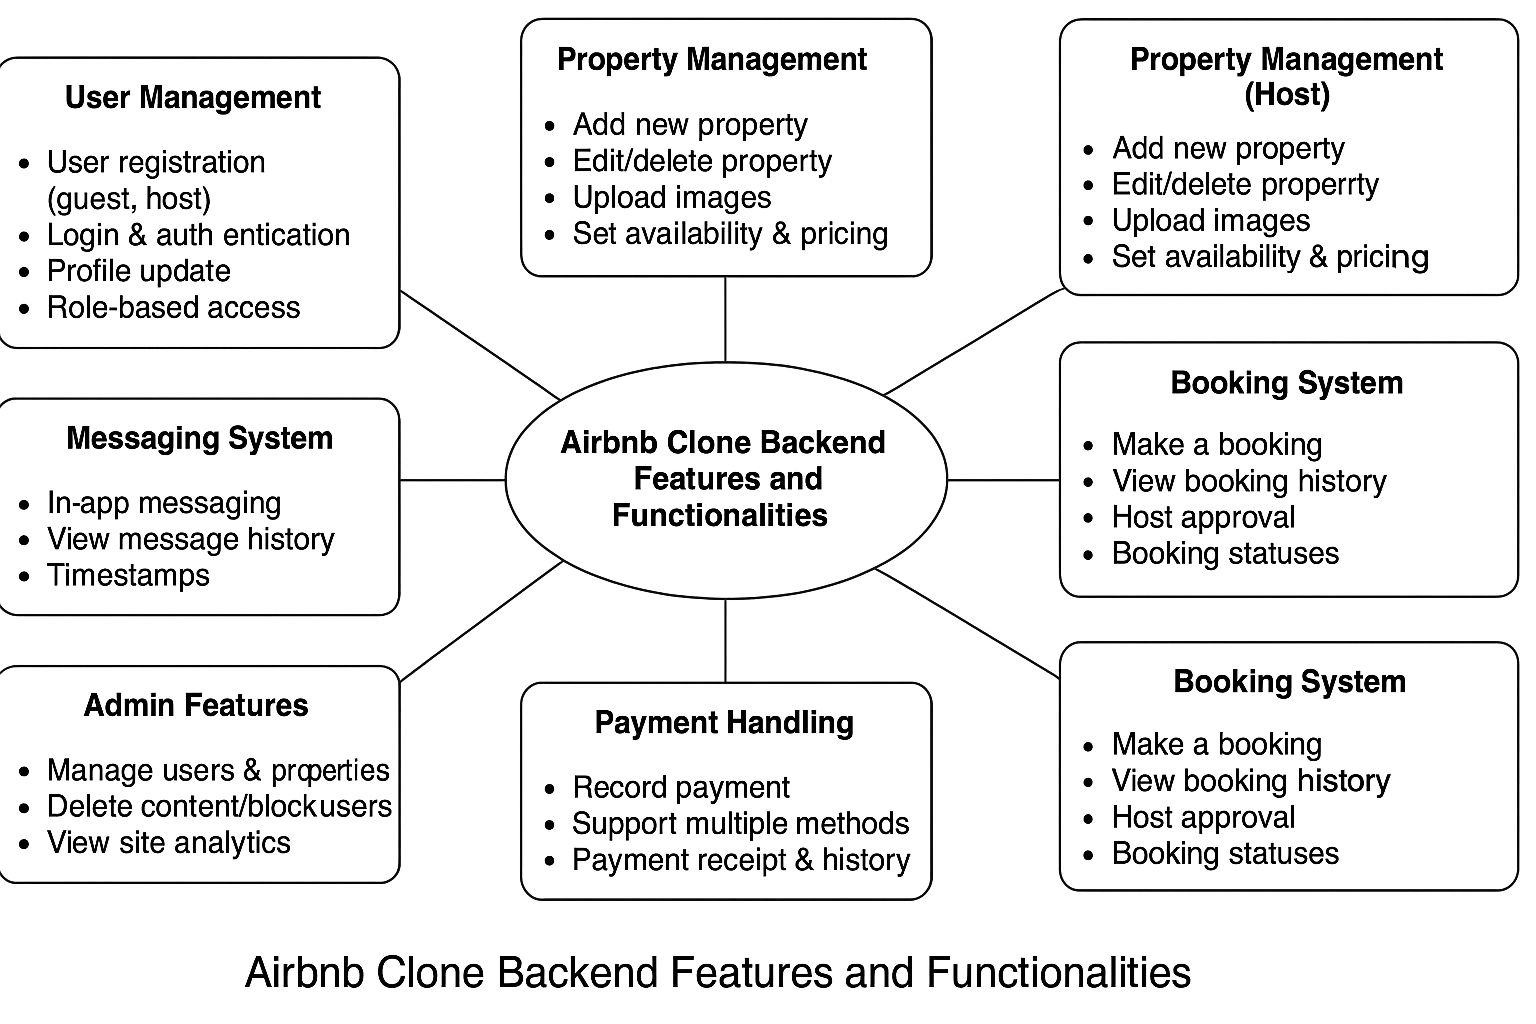 User Management
• User registration
(guest, host)
• Login & auth entication
• Profile update
• Role-based access
Property Management
• Add new property
• Edit/delete property
• Upload images
• Set availability & pricing
Property Management
(Host)
• Add new property
• Edit/delete properrty
• Upload images
• Set availability & pricing
Messaging System
• In-app messaging
• View message history
• Timestamps
Airbnb Clone Backend
Features and
Functionalities
Booking System
• Make a booking
• View booking history
• Host approval
• Booking statuses
Admin Features
• Manage users & properties
• Delete content/blockusers
• View site analytics
Payment Handling
• Record payment
• Support multiple methods
• Payment receipt & history
Booking System
• Make a booking
• View booking history
• Host approval
• Booking statuses
Airbnb Clone Backend Features and Functionalities